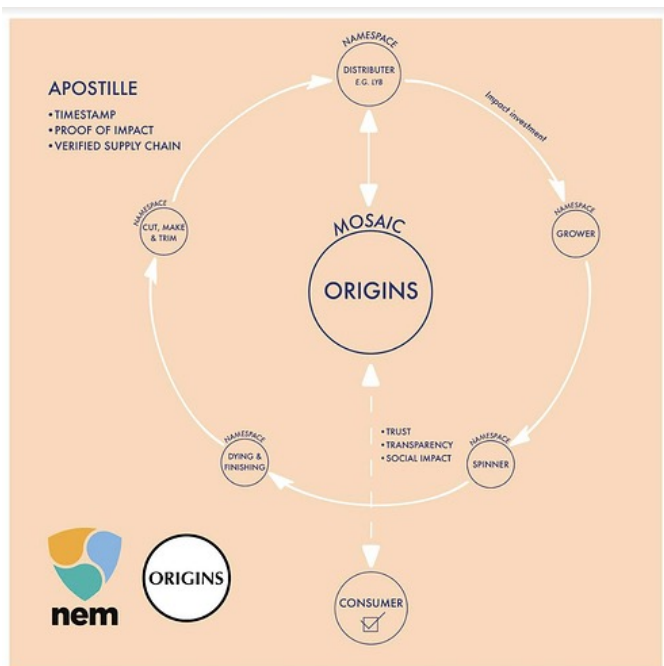 APOSTILLE
•TIMESTAMP
•PROOF OF IMPACT
•VERIFIED SUPPLY CHAIN
NAMESPACE
DISTRIBUTER
E.G. LYB
Impact investment
NAMESPACE
GROWER
NAMESPACE
CUT, MAKE
& TRIM
MOSAIC
ORIGINS
•TRUST
•TRANSPARENCY
•SOCIAL IMPACT
NAMESPACE
SPINNER
NAMESPACE
DYING &
FINISHING
CONSUMER
nem
ORIGINS